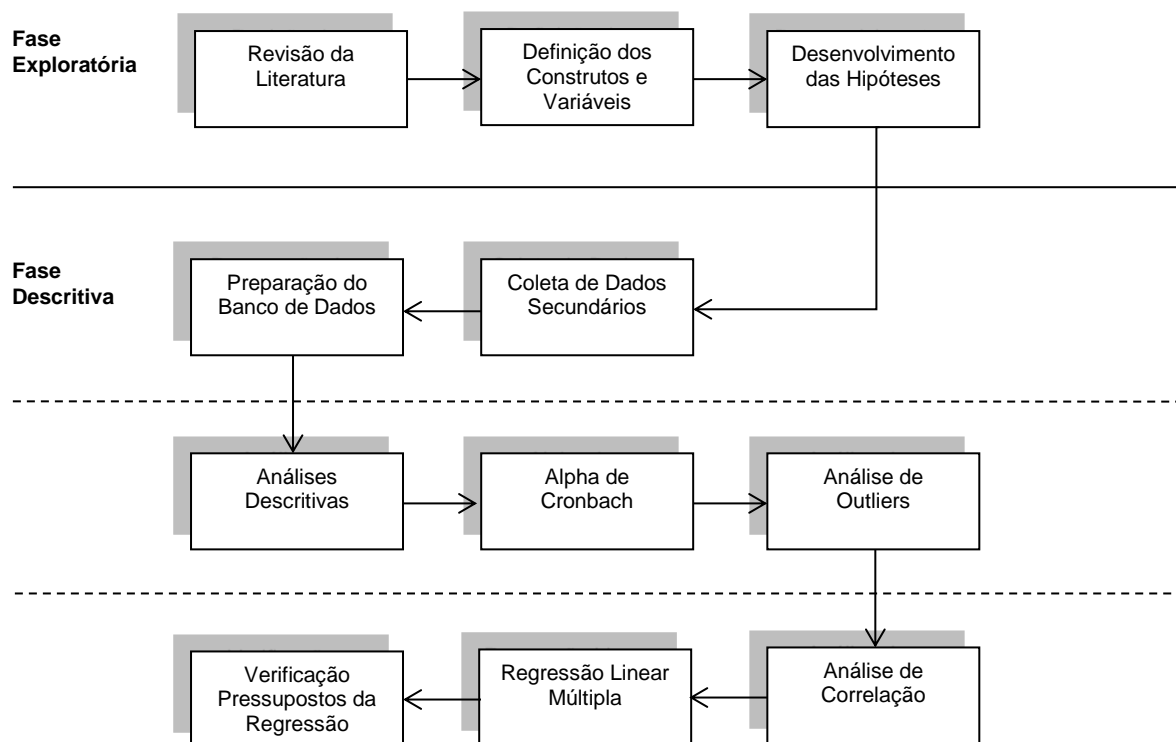 Fase
Exploratória
Revisão da
Literatura
Definição dos
Construtos e
Variáveis
Desenvolvimento
das Hipóteses
Fase
Descritiva
Preparação do
Banco de Dados
Coleta de Dados
Secundários
Análises
Descritivas
Alpha de
Cronbach
Análise de
Outliers
Verificação
Pressupostos da
Regressão
Regressão Linear
Múltipla
Análise de
Correlação